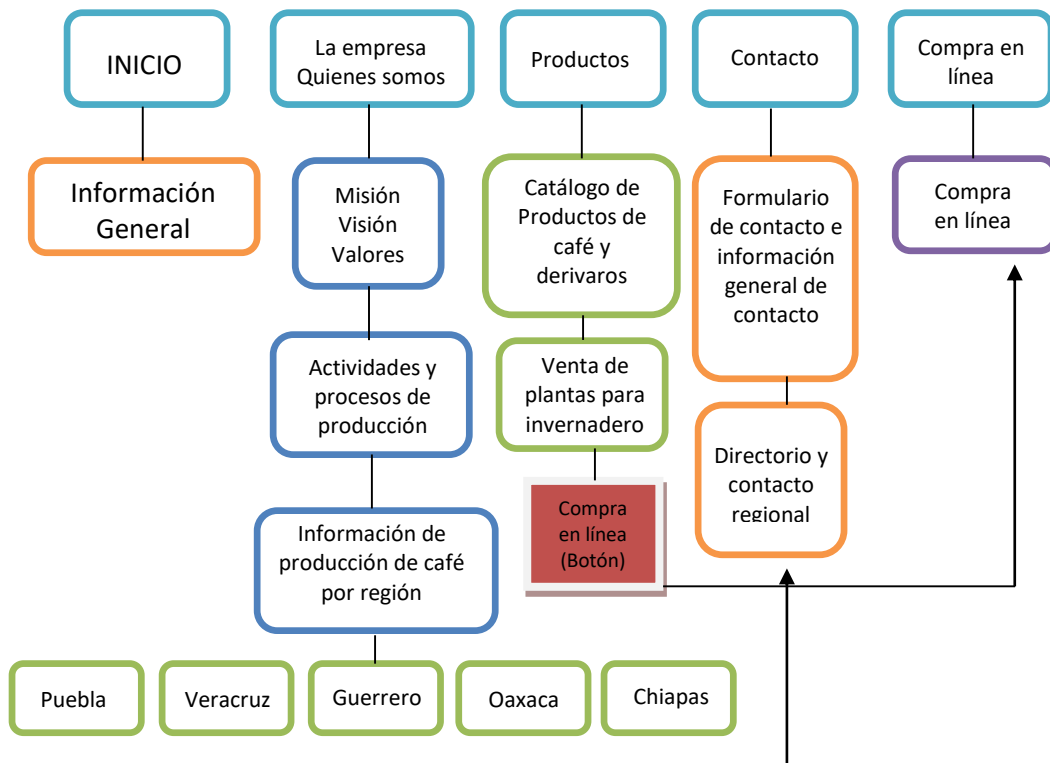 INICIO
La empresa
Quienes somos
Productos
Contacto
Compra en
línea
Información
General
Misión
Visión
Valores
Catálogo de
Productos de
café y
derivaros
Formulario
de contacto e
información
general de
contacto
Compra
en línea
Actividades y
procesos de
producción
Venta de
plantas para
invernadero
Directorio y
contacto
regional
Información de
producción de café
por región
Compra
en línea
(Botón)
Puebla
Veracruz
Guerrero
Oaxaca
Chiapas